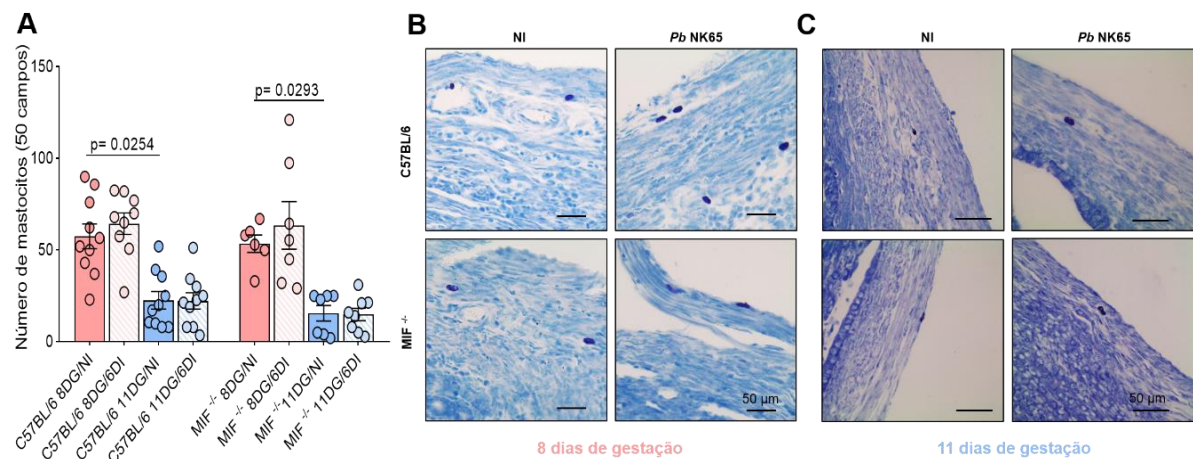 A
Número de mastocitos (50 campos)
150
100
50
0
p= 0.0254
p= 0.0293
C57BL/6 8DG/NI
C57BL/6 8DG/6DI
C57BL/6 11DG/NI
C57BL/6 11DG/6DI
MIF -/- 8DG/NI
MIF -/- 8DG/6DI
MIF -/- 11DG/NI
MIF -/- 11DG/6DI
B
NI
Pb NK65
C57BL/6
MIF -/-
50 µm
8 dias de gestação
C
NI
Pb NK65
50 µm
11 dias de gestação